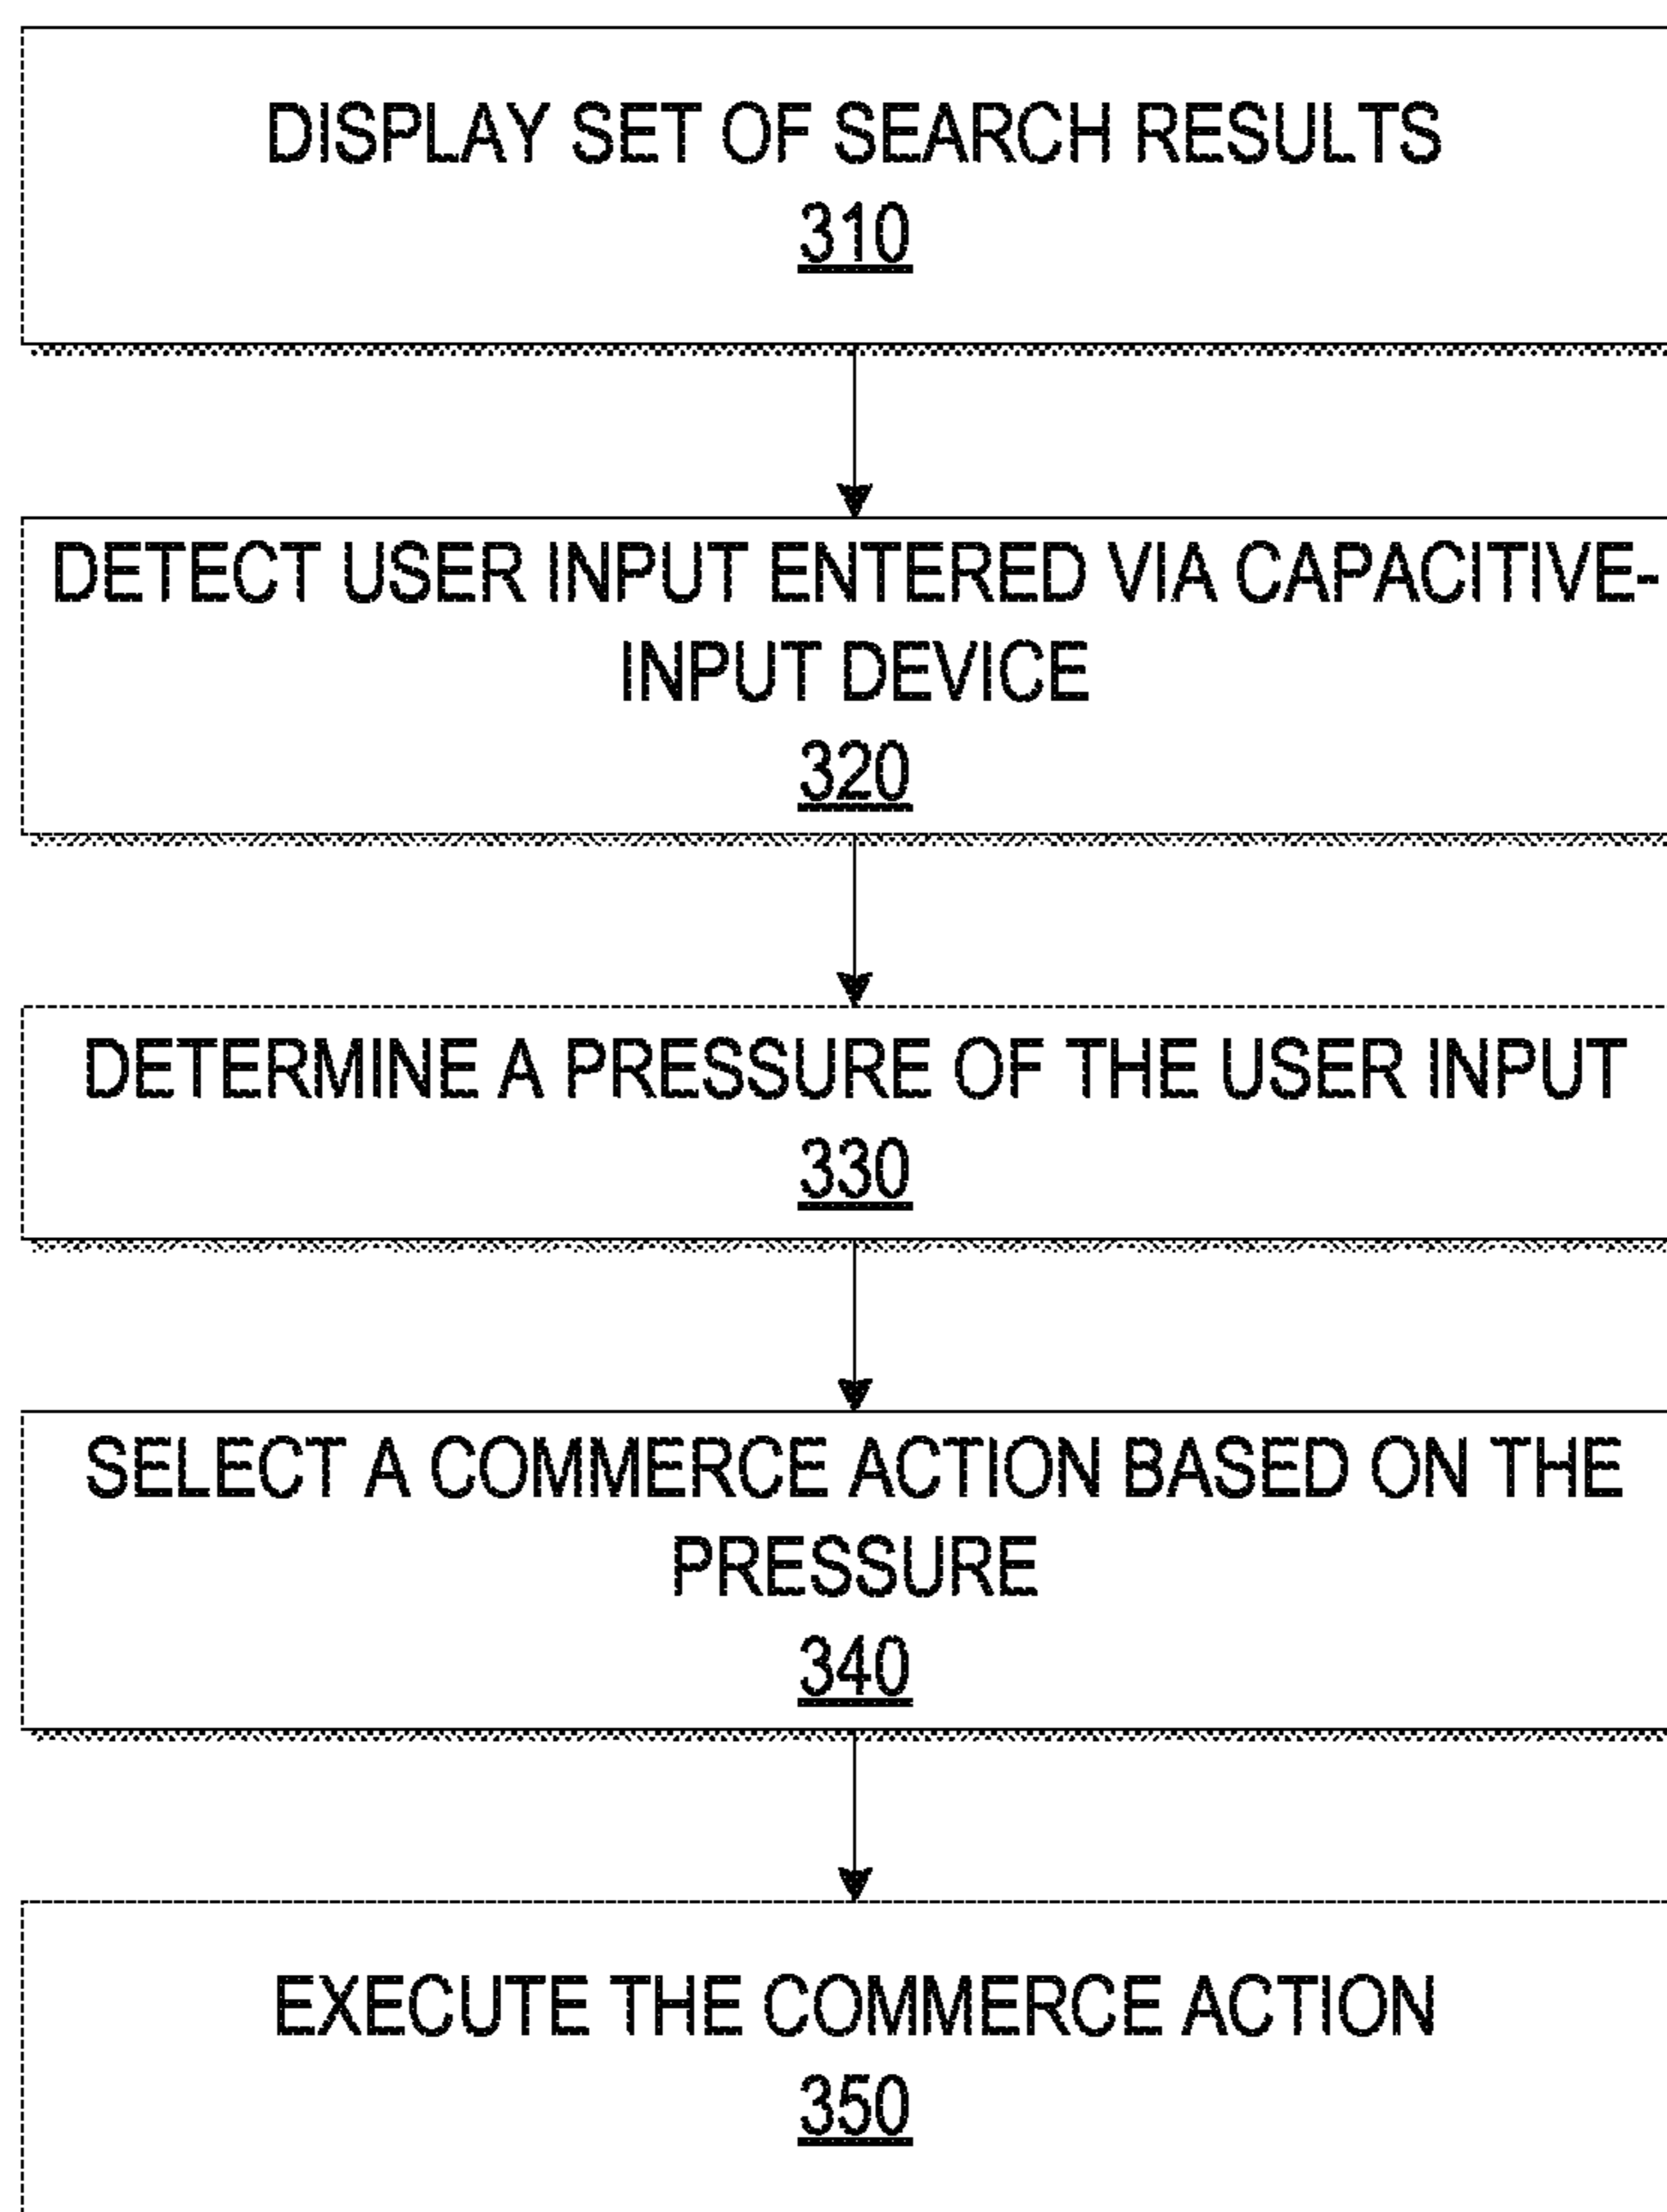 DISPLAY SET OF SEARCH RESULTS
310
DETECT USER INPUT ENTERED VIA CAPACITIVE-
INPUT DEVICE
320
DETERMINE A PRESSURE OF THE USER INPUT
330
SELECT A COMMERCE ACTION BASED ON THE
PRESSURE
340
EXECUTE THE COMMERCE ACTION
350